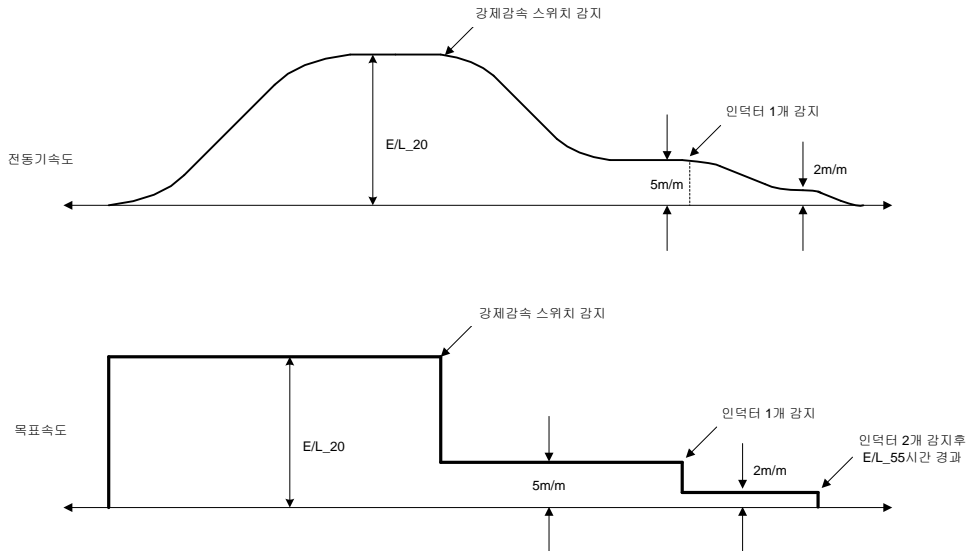 강제감속 스위치 감지
인덕터 1개 감지
E/L_20
전동기속도
5m/m
2m/m
강제감속 스위치 감지
인덕터 1개 감지
인덕터 2개 감지후
E/L_55시간 경과
목표속도
E/L_20
5m/m
2m/m